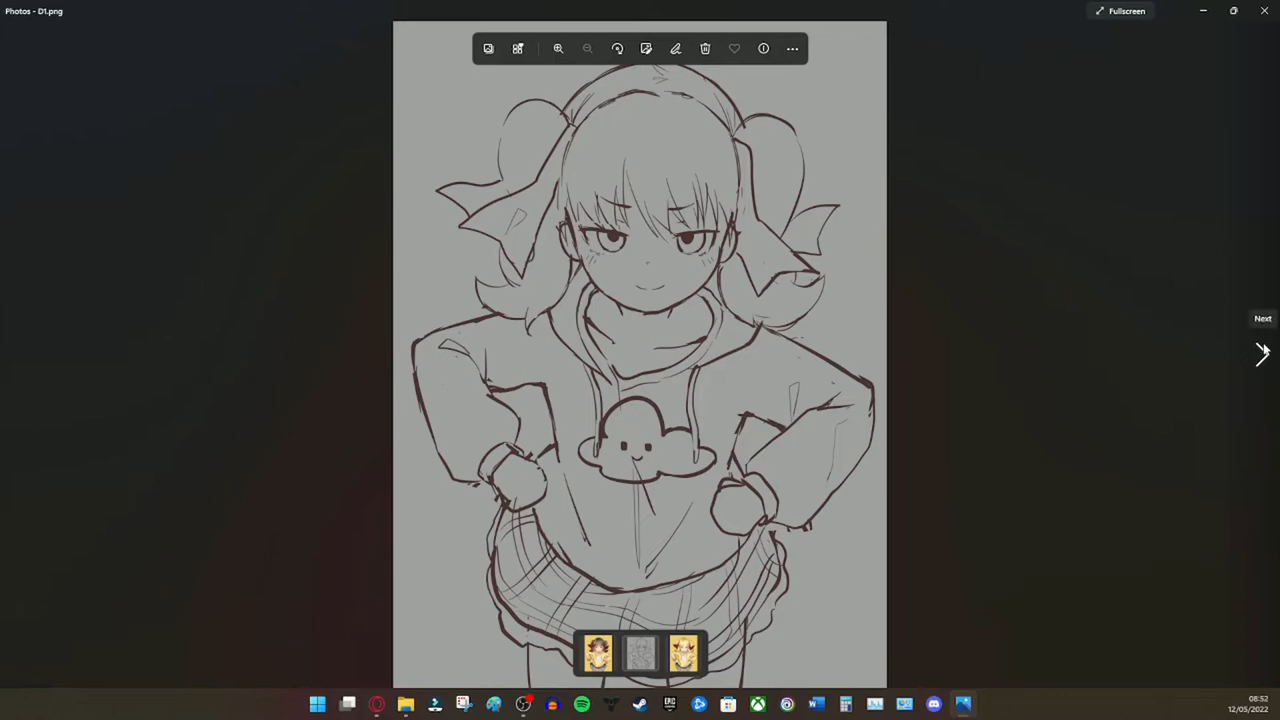 Photos - D1.png
Fullscreen
Next
08:52
12/05/2022